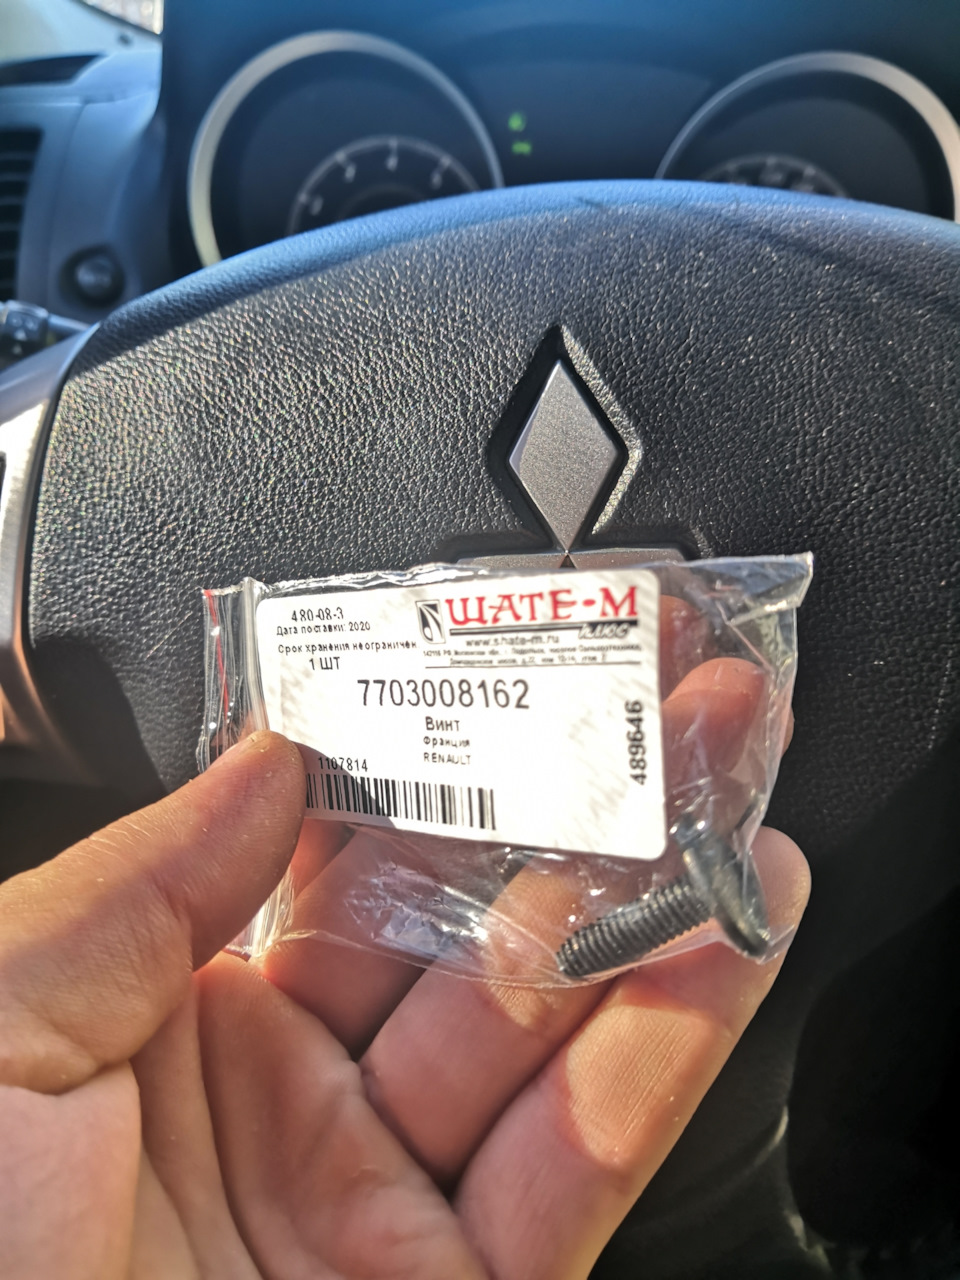 480-08-3
Дата поставки: 2020
Срок хранения неограничен
1 ШТ
ШАТЕ-М
ПЛЮС
www.shate-m.ru
7703008162
Винт
Франция
RENAULT
1107814
489646